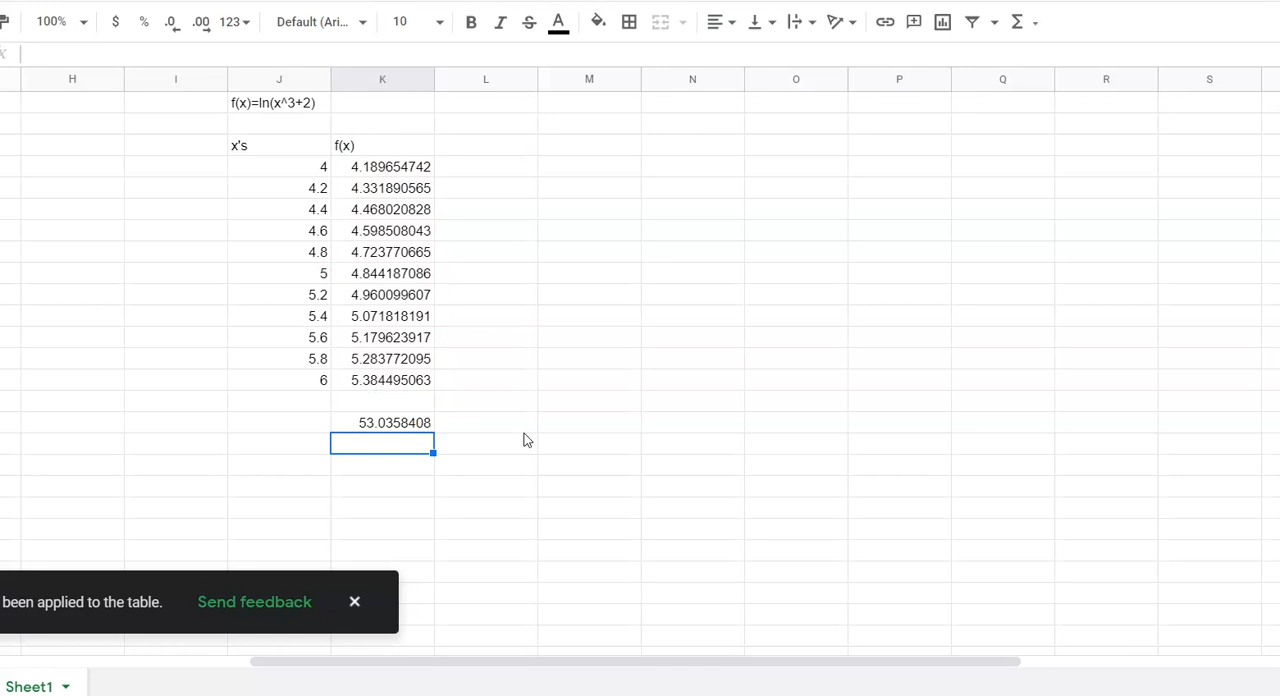 100% $ % .0 .00 123 Default (Ari... 10 B I S A Σ
H I J K L M N O P Q R S
f(x)=ln(x^3+2)
x's f(x)
4 4.189654742
4.2 4.331890565
4.4 4.468020828
4.6 4.598508043
4.8 4.723770665
5 4.844187086
5.2 4.960099607
5.4 5.071818191
5.6 5.179623917
5.8 5.283772095
6 5.384495063
53.0358408
been applied to the table. Send feedback ×
Sheet1